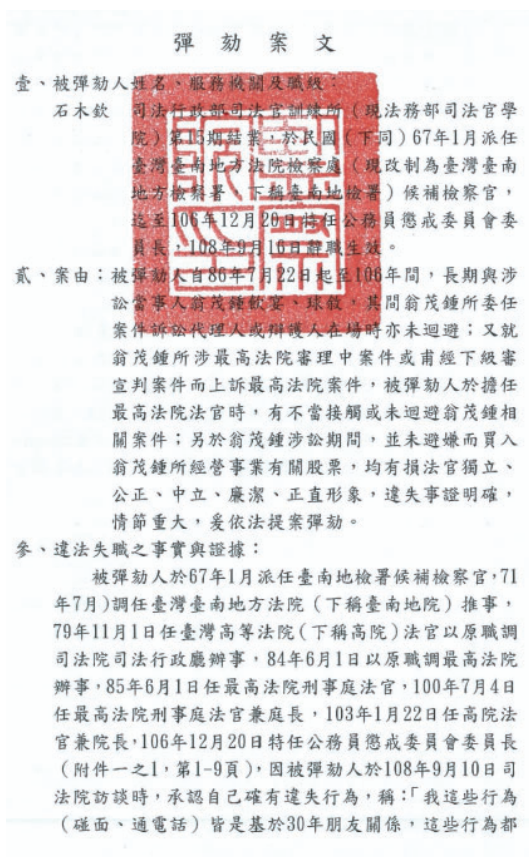 彈劾案文
壹、被彈劾人姓名、服務機關及職級：
石木欽 司法行政部司法官訓練所（現法務部司法官學
院）第15期結業，於民國（下同）67年1月派任
臺灣臺南地方法院檢察處（現改制為臺灣臺南
地方檢察署，下稱臺南地檢署）候補檢察官，
迄至106年12月20日特任公務員懲戒委員會委
員長，108年9月16日辭職生效。
貳、案由：被彈劾人自86年7月22日起至106年間，長期與涉
訟當事人翁茂鍾飲宴、球敘，其間翁茂鍾所委任
案件訴訟代理人或辯護人在場時亦未迴避；又就
翁茂鍾所涉最高法院審理中案件或甫經下級審
宣判案件而上訴最高法院案件，被彈劾人於擔任
最高法院法官時，有不當接觸或未迴避翁茂鍾相
關案件；另於翁茂鍾涉訟期間，並未避嫌而買入
翁茂鍾所經營事業有關股票，均有損法官獨立、
公正、中立、廉潔、正直形象，違失事證明確，
情節重大，爰依法提案彈劾。
參、違法失職之事實與證據：
被彈劾人於67年1月派任臺南地檢署候補檢察官，71
年7月)調任臺灣臺南地方法院（下稱臺南地院）推事，
79年11月1日任臺灣高等法院（下稱高院）法官以原職調
司法院司法行政廳辦事，84年6月1日以原職調最高法院
辦事，85年6月1日任最高法院刑事庭法官，100年7月4日
任最高法院刑事庭法官兼庭長，103年1月22日任高院法
官兼院長，106年12月20日特任公務員懲戒委員會委員長
（附件一之1，第1-9頁），因被彈劾人於108年9月10日司
法院訪談時，承認自己確有違失行為，稱：「我這些行為
（碰面、通電話）皆是基於30年朋友關係，這些行為都